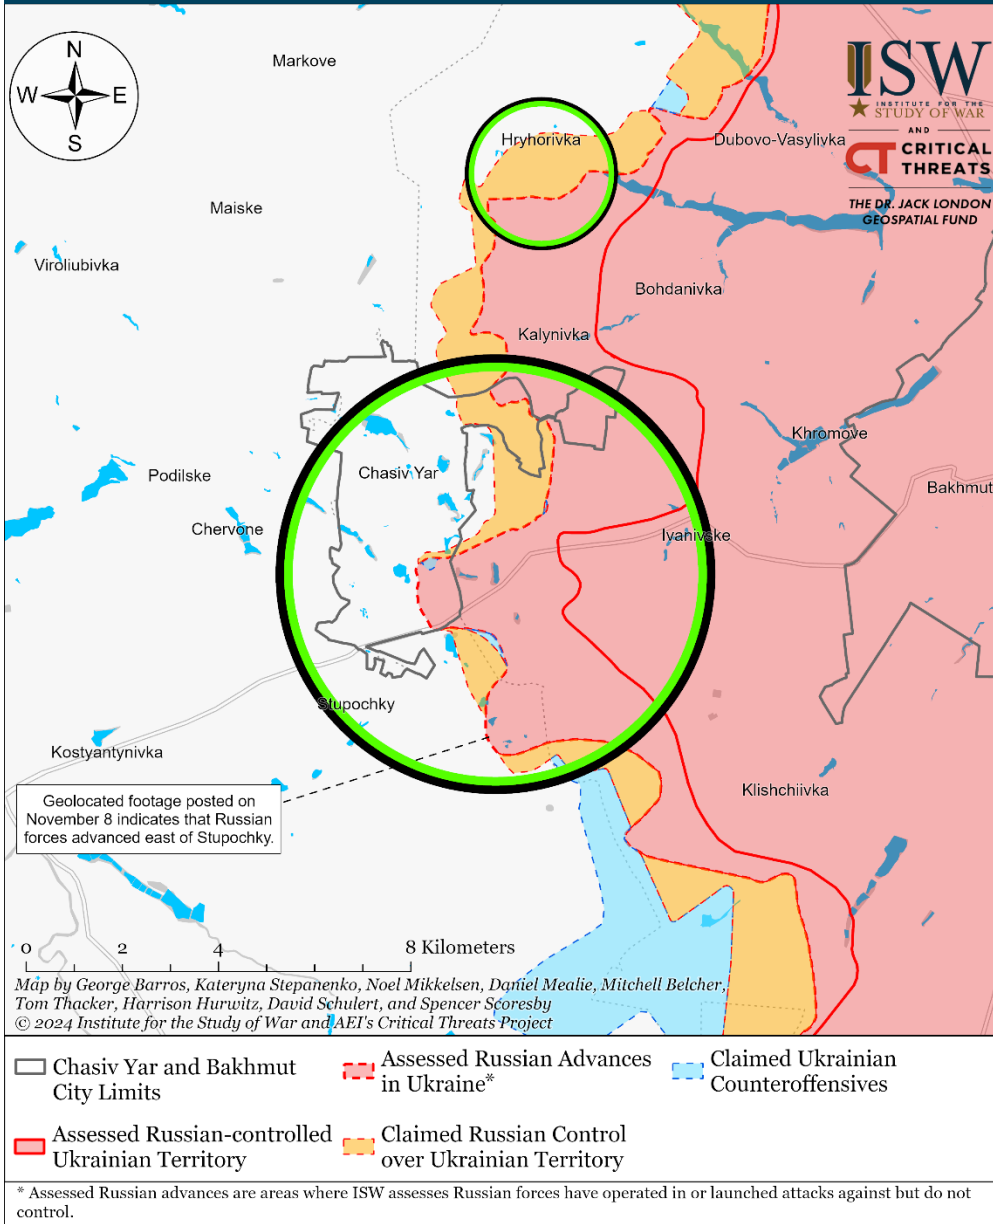 N
W
E
S
ISW
INSTITUTE FOR THE
STUDY OF WAR
AND
CT CRITICAL
THREATS
THE DR. JACK LONDON
GEOSPATIAL FUND
Markove
Hryhorivka
Dubovo-Vasylivka
Maiske
Viroliubivka
Bohdanivka
Kalynivka
Khromove
Chasiv Yar
Podilske
Bakhmut
Chervone
Ivanivske
Stupochky
Kostyantynivka
Klishchiivka
Geolocated footage posted on
November 8 indicates that Russian
forces advanced east of Stupochky.
0 2 4 8 Kilometers
Map by George Barros, Kateryna Stepanenko, Noel Mikkelsen, Daniel Mealie, Mitchell Belcher,
Tom Thacker, Harrison Hurwitz, David Schulert, and Spencer Scoresby
© 2024 Institute for the Study of War and AEI's Critical Threats Project
Chasiv Yar and Bakhmut
City Limits
Assessed Russian Advances
in Ukraine*
Claimed Ukrainian
Counteroffensives
Assessed Russian-controlled
Ukrainian Territory
Claimed Russian Control
over Ukrainian Territory
* Assessed Russian advances are areas where ISW assesses Russian forces have operated in or launched attacks against but do not
control.